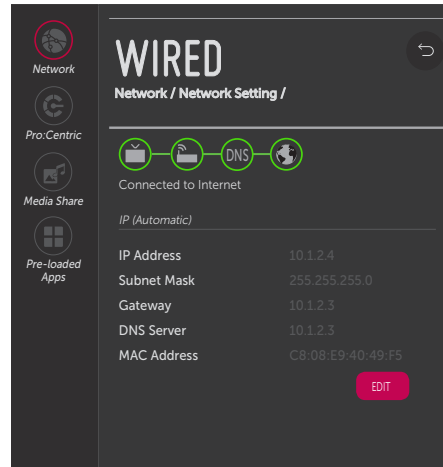 WIRED
Network / Network Setting /
Network
Pro:Centric
Media Share
Pre-loaded
Apps
DNS
Connected to Internet
IP (Automatic)
IP Address 10.1.2.4
Subnet Mask 255.255.255.0
Gateway 10.1.2.3
DNS Server 10.1.2.3
MAC Address C8:08:E9:40:49:F5
EDIT